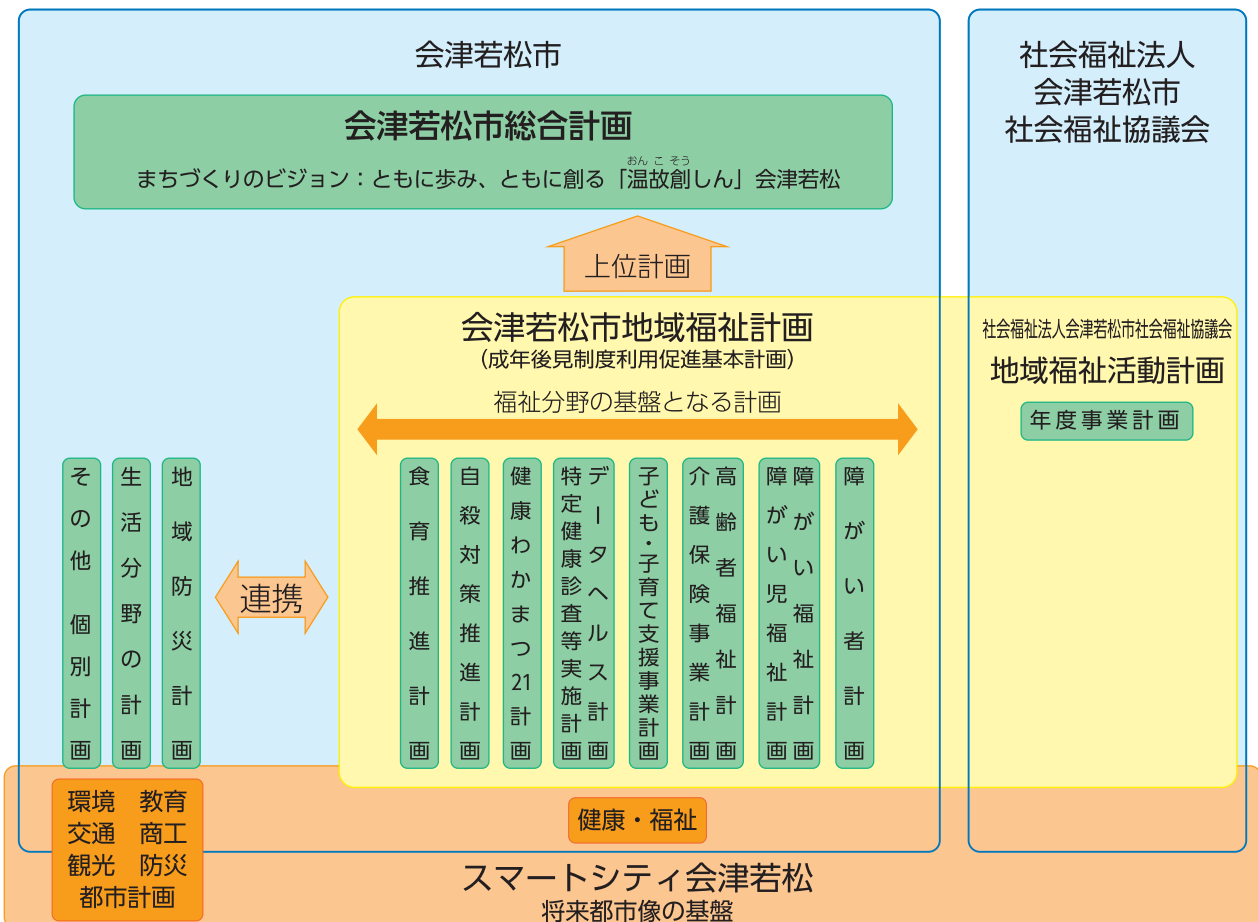 会津若松市
会津若松市総合計画
おん こ そう
まちづくりのビジョン：ともに歩み、ともに創る「温故創しん」会津若松
上位計画
社会福祉法人
会津若松市
社会福祉協議会
会津若松市地域福祉計画
（成年後見制度利用促進基本計画）
福祉分野の基盤となる計画
社会福祉法人会津若松市社会福祉協議会
地域福祉活動計画
年度事業計画
その他 個別計画
生活分野の計画
地域防災計画
連携
食育推進計画
自殺対策推進計画
健康わかまつ21計画
データヘルス計画
特定健康診査等実施計画
子ども・子育て支援事業計画
高齢者福祉計画
介護保険事業計画
障がい福祉計画
障がい児福祉計画
障がい者計画
環境 教育
交通 商工
観光 防災
都市計画
健康・福祉
スマートシティ会津若松
将来都市像の基盤